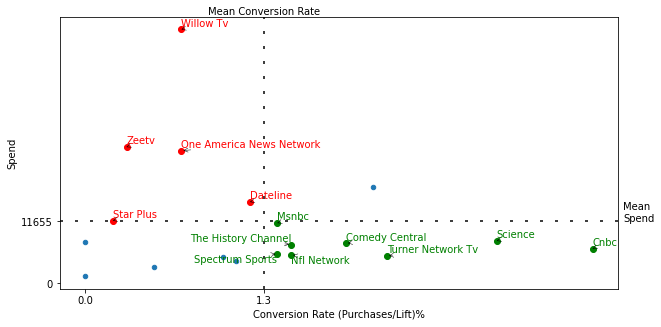 Mean Conversion Rate
Willow Tv
Zeetv
One America News Network
Dateline
Star Plus
Msnbc
Mean
Spend
The History Channel
Comedy Central
Science
Cnbc
Turner Network Tv
Spectrum Sports
Nfl Network
Spend
11655
0
0.0
1.3
Conversion Rate (Purchases/Lift)%